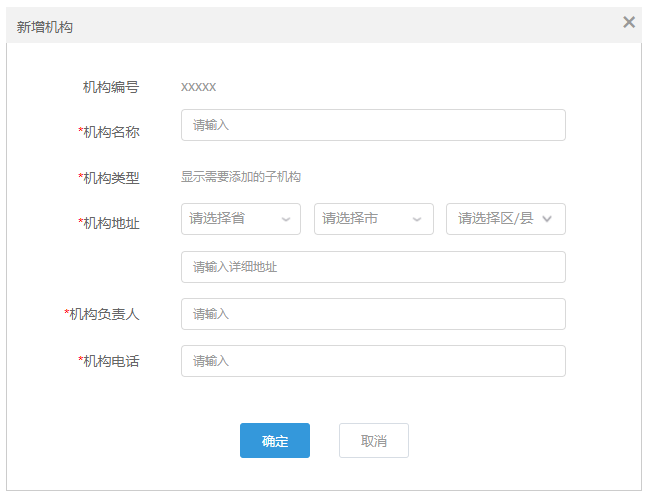 新增机构
机构编号 xxxxx
*机构名称 请输入
*机构类型 显示需要添加的子机构
*机构地址 请选择省 请选择市 请选择区/县
请输入详细地址
*机构负责人 请输入
*机构电话 请输入
确定 取消